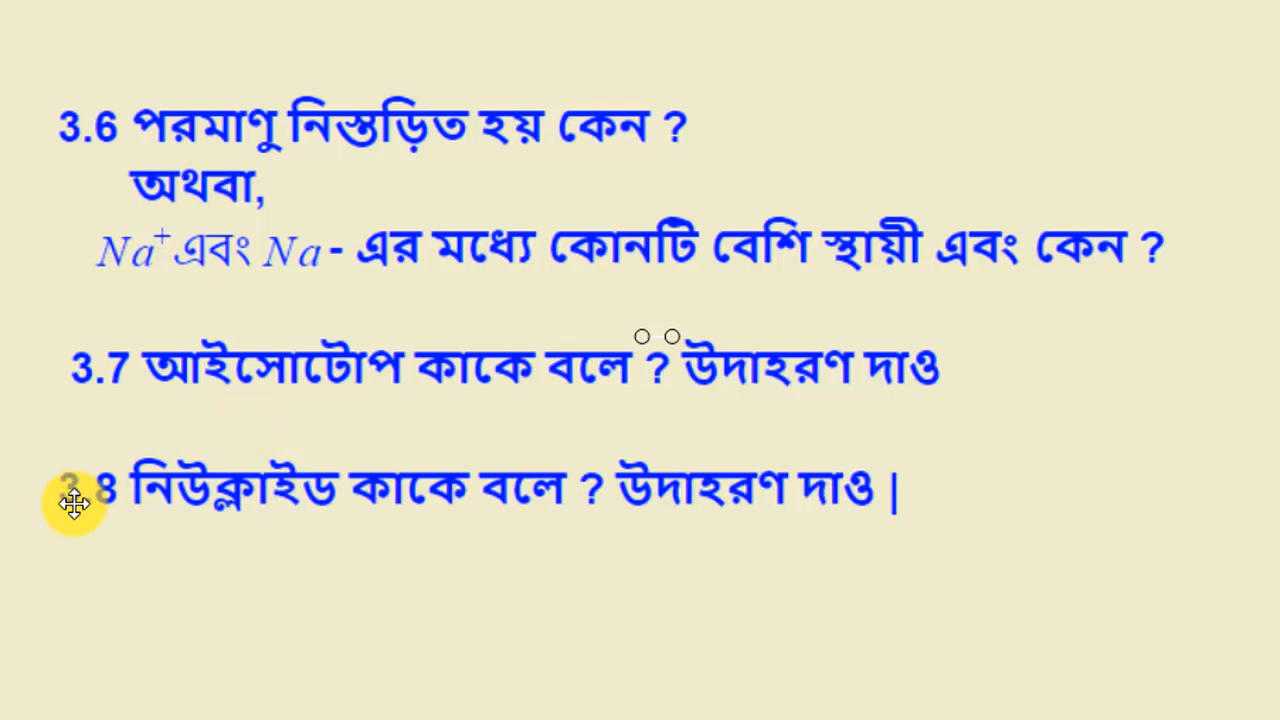 3.6 পরমাণু নিস্তড়িত হয় কেন ?
অথবা,
Na⁺ এবং Na - এর মধ্যে কোনটি বেশি স্থায়ী এবং কেন ?
3.7 আইসোটোপ কাকে বলে ? উদাহরণ দাও
3.8 নিউক্লাইড কাকে বলে ? উদাহরণ দাও |